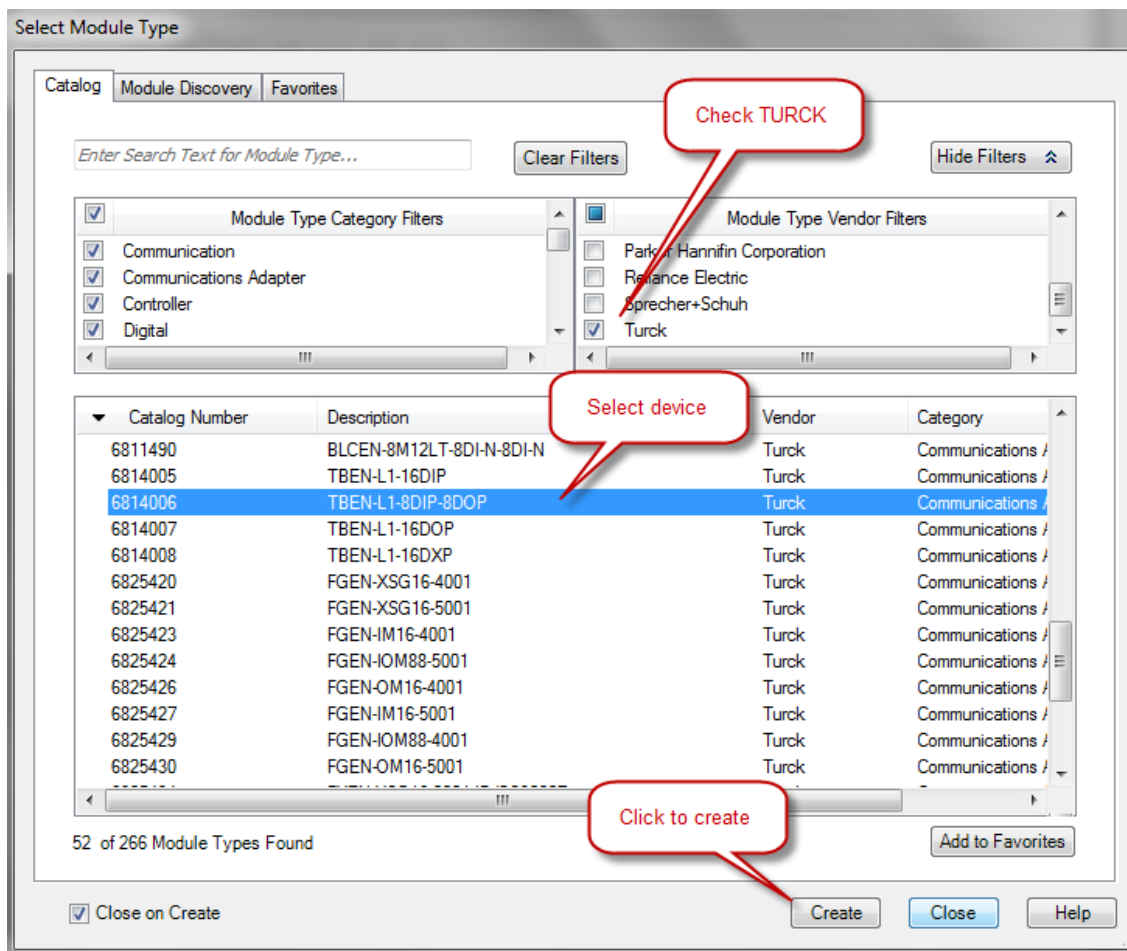 Select Module Type
Catalog Module Discovery Favorites
Check TURCK
Enter Search Text for Module Type...
Clear Filters
Hide Filters
Module Type Category Filters
Module Type Vendor Filters
Communication
Parker Hannifin Corporation
Communications Adapter
Reliance Electric
Controller
Sprecher+Schuh
Digital
Turck
Select device
Catalog Number Description Vendor Category
6811490 BLCEN-8M12LT-8DI-N-8DI-N Turck Communications
6814005 TBEN-L1-16DIP Turck Communications
6814006 TBEN-L1-8DIP-8DOP Turck Communications
6814007 TBEN-L1-16DOP Turck Communications
6814008 TBEN-L1-16DXP Turck Communications
6825420 FGEN-XSG16-4001 Turck Communications
6825421 FGEN-XSG16-5001 Turck Communications
6825423 FGEN-IM16-4001 Turck Communications
6825424 FGEN-IOM88-5001 Turck Communications
6825426 FGEN-OM16-4001 Turck Communications
6825427 FGEN-IM16-5001 Turck Communications
6825429 FGEN-IOM88-4001 Turck Communications
6825430 FGEN-OM16-5001 Turck Communications
Click to create
52 of 266 Module Types Found
Add to Favorites
Close on Create
Create Close Help